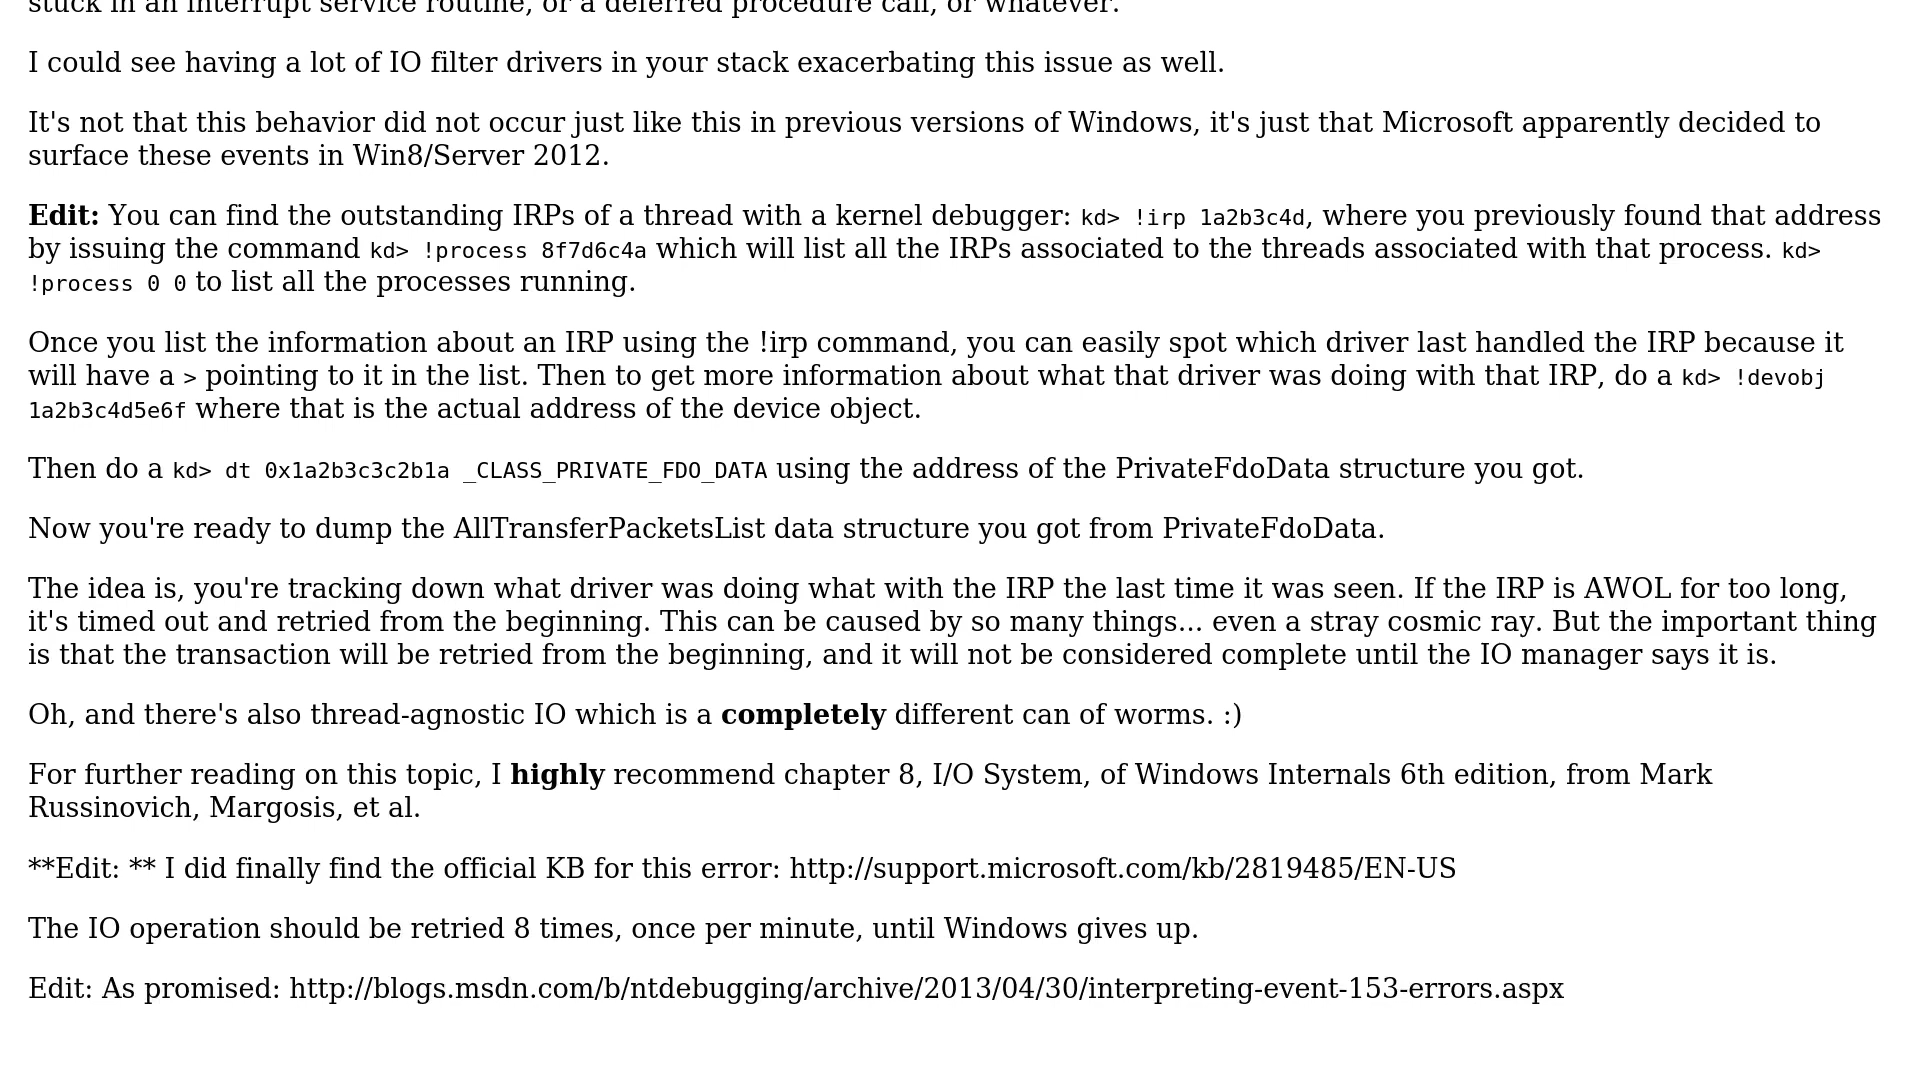 stuck in an interrupt service routine, or a deferred procedure call, or whatever.
I could see having a lot of IO filter drivers in your stack exacerbating this issue as well.
It's not that this behavior did not occur just like this in previous versions of Windows, it's just that Microsoft apparently decided to
surface these events in Win8/Server 2012.
Edit: You can find the outstanding IRPs of a thread with a kernel debugger: kd> !irp 1a2b3c4d, where you previously found that address
by issuing the command kd> !process 8f7d6c4a which will list all the IRPs associated to the threads associated with that process. kd>
!process 0 0 to list all the processes running.
Once you list the information about an IRP using the !irp command, you can easily spot which driver last handled the IRP because it
will have a > pointing to it in the list. Then to get more information about what that driver was doing with that IRP, do a kd> !devobj
1a2b3c4d5e6f where that is the actual address of the device object.
Then do a kd> dt 0x1a2b3c3c2b1a _CLASS_PRIVATE_FDO_DATA using the address of the PrivateFdoData structure you got.
Now you're ready to dump the AllTransferPacketsList data structure you got from PrivateFdoData.
The idea is, you're tracking down what driver was doing what with the IRP the last time it was seen. If the IRP is AWOL for too long,
it's timed out and retried from the beginning. This can be caused by so many things... even a stray cosmic ray. But the important thing
is that the transaction will be retried from the beginning, and it will not be considered complete until the IO manager says it is.
Oh, and there's also thread-agnostic IO which is a completely different can of worms. :)
For further reading on this topic, I highly recommend chapter 8, I/O System, of Windows Internals 6th edition, from Mark
Russinovich, Margosis, et al.
**Edit: ** I did finally find the official KB for this error: http://support.microsoft.com/kb/2819485/EN-US
The IO operation should be retried 8 times, once per minute, until Windows gives up.
Edit: As promised: http://blogs.msdn.com/b/ntdebugging/archive/2013/04/30/interpreting-event-153-errors.aspx